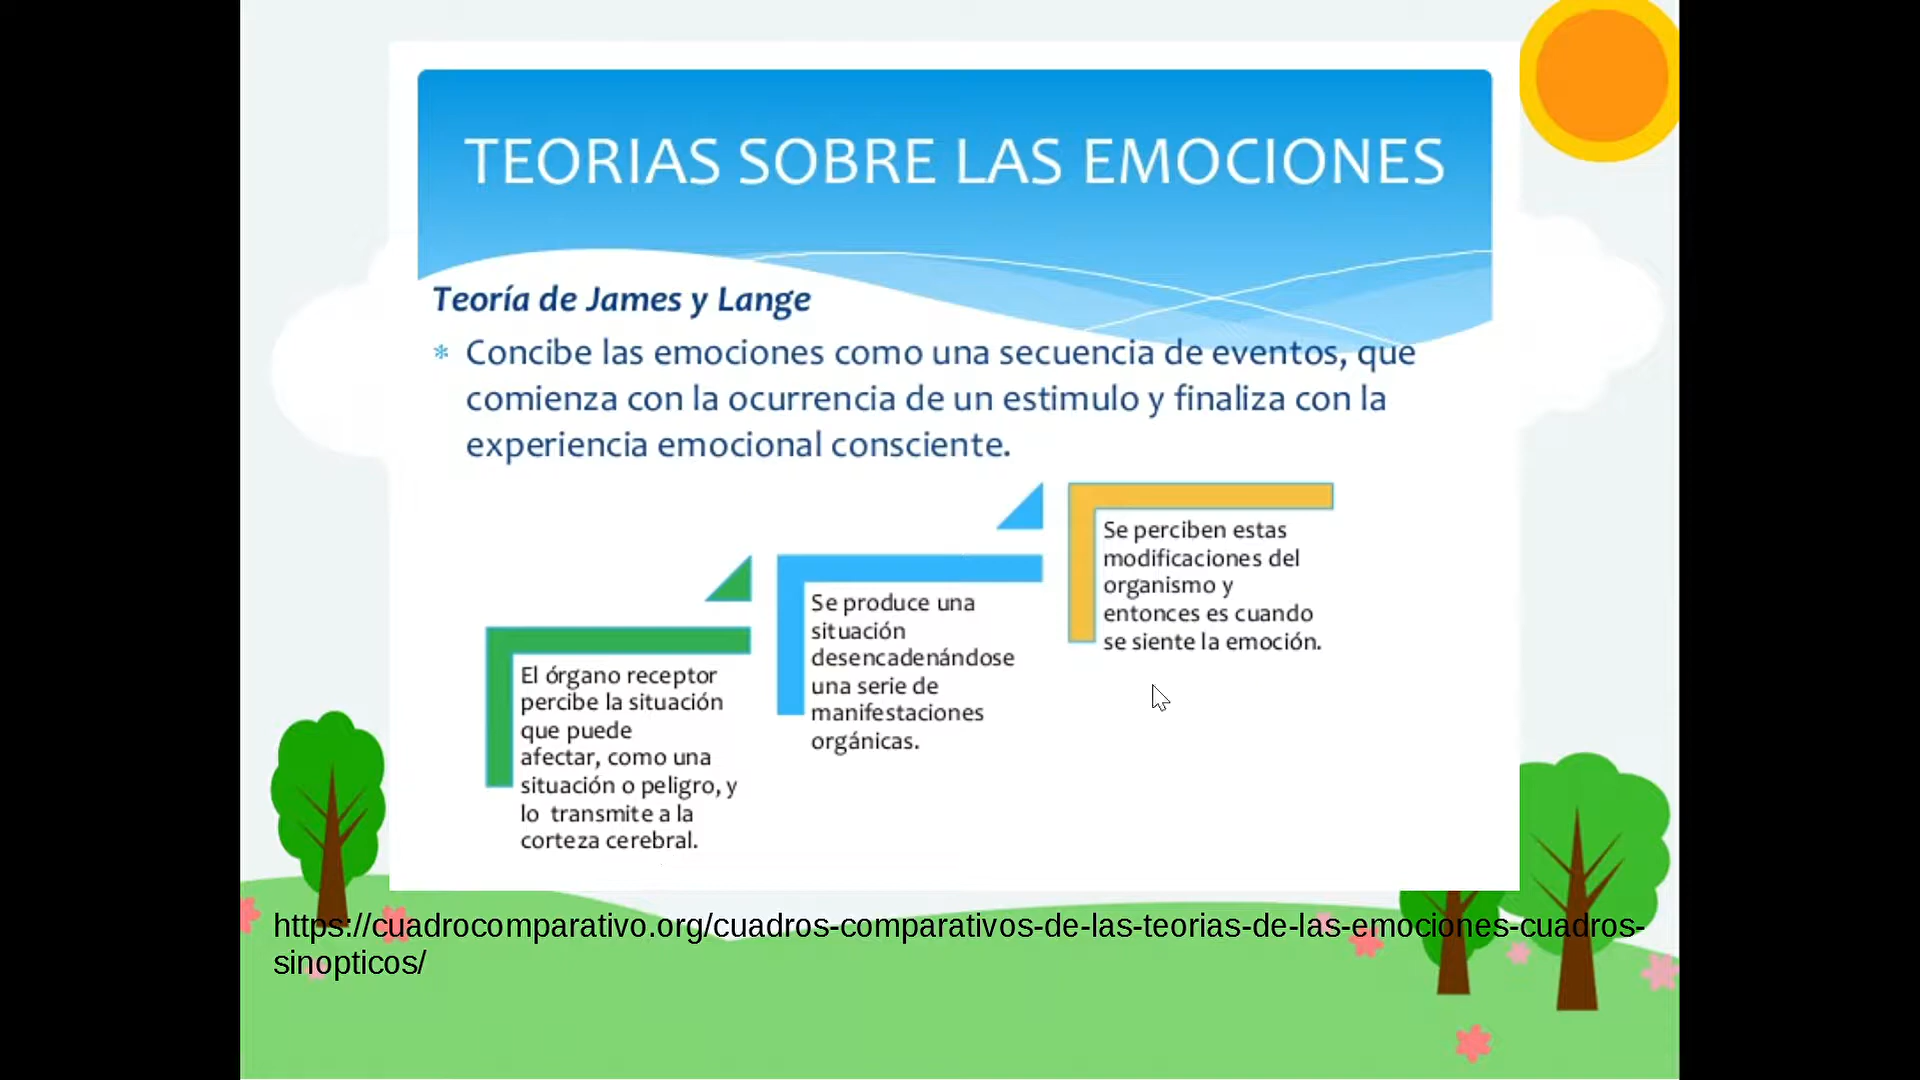 TEORIAS SOBRE LAS EMOCIONES
Teoría de James y Lange
* Concibe las emociones como una secuencia de eventos, que
comienza con la ocurrencia de un estimulo y finaliza con la
experiencia emocional consciente.
El órgano receptor
percibe la situación
que puede
afectar, como una
situación o peligro, y
lo transmite a la
corteza cerebral.
Se produce una
situación
desencadenándose
una serie de
manifestaciones
orgánicas.
Se perciben estas
modificaciones del
organismo y
entonces es cuando
se siente la emoción.
https://cuadrocomparativo.org/cuadros-comparativos-de-las-teorias-de-las-emociones-cuadros-
sinopticos/